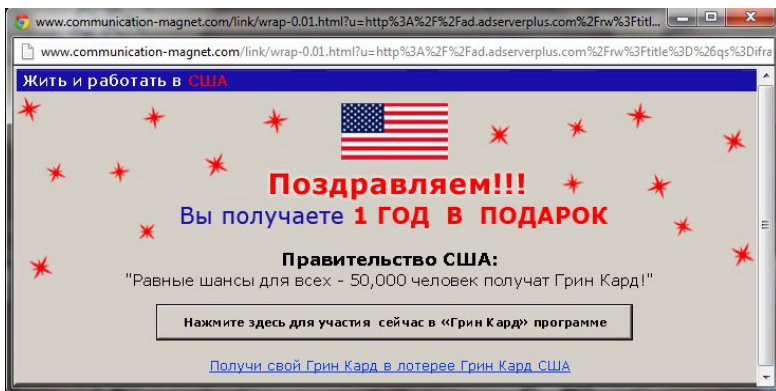 www.communication-magnet.com/link/wrap-0.01.html?u=http%3A%2F%2Fad.adserverplus.com%2Frw%3Ftitl...
www.communication-magnet.com/link/wrap-0.01.html?u=http%3A%2F%2Fad.adserverplus.com%2Frw%3Ftitle%3D%26qs%3Difra
Жить и работать в США
Поздравляем!!!
Вы получаете 1 ГОД В ПОДАРОК
Правительство США:
"Равные шансы для всех - 50,000 человек получат Грин Кард!"
Нажмите здесь для участия сейчас в «Грин Кард» программе
Получи свой Грин Кард в лотерее Грин Кард США